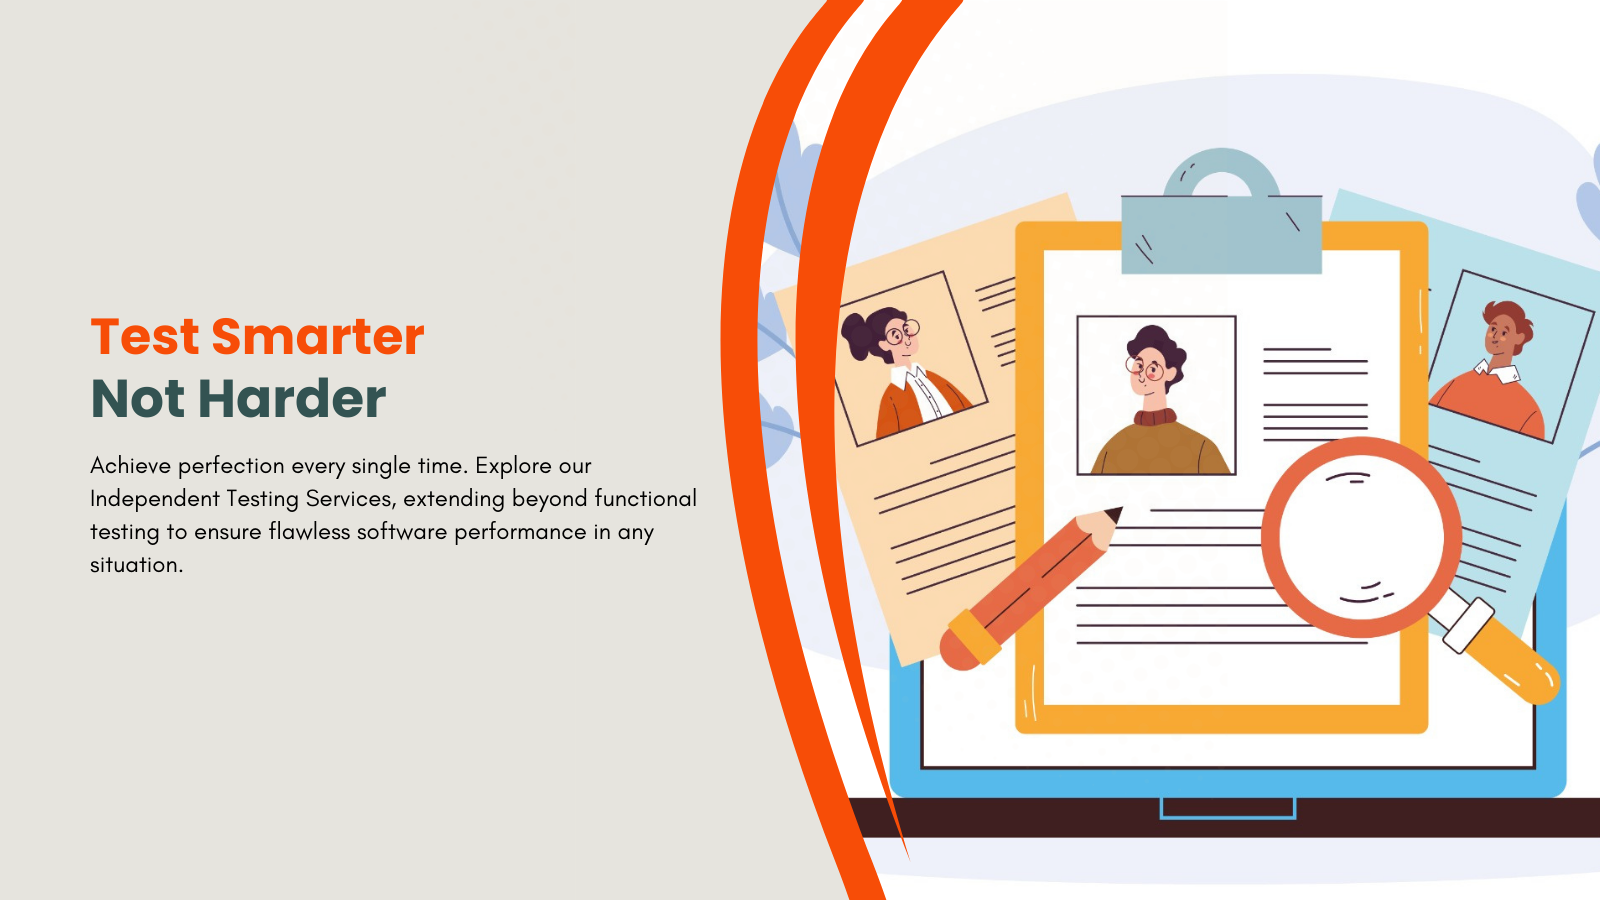 Test Smarter
Not Harder
Achieve perfection every single time. Explore our
Independent Testing Services, extending beyond functional
testing to ensure flawless software performance in any
situation.